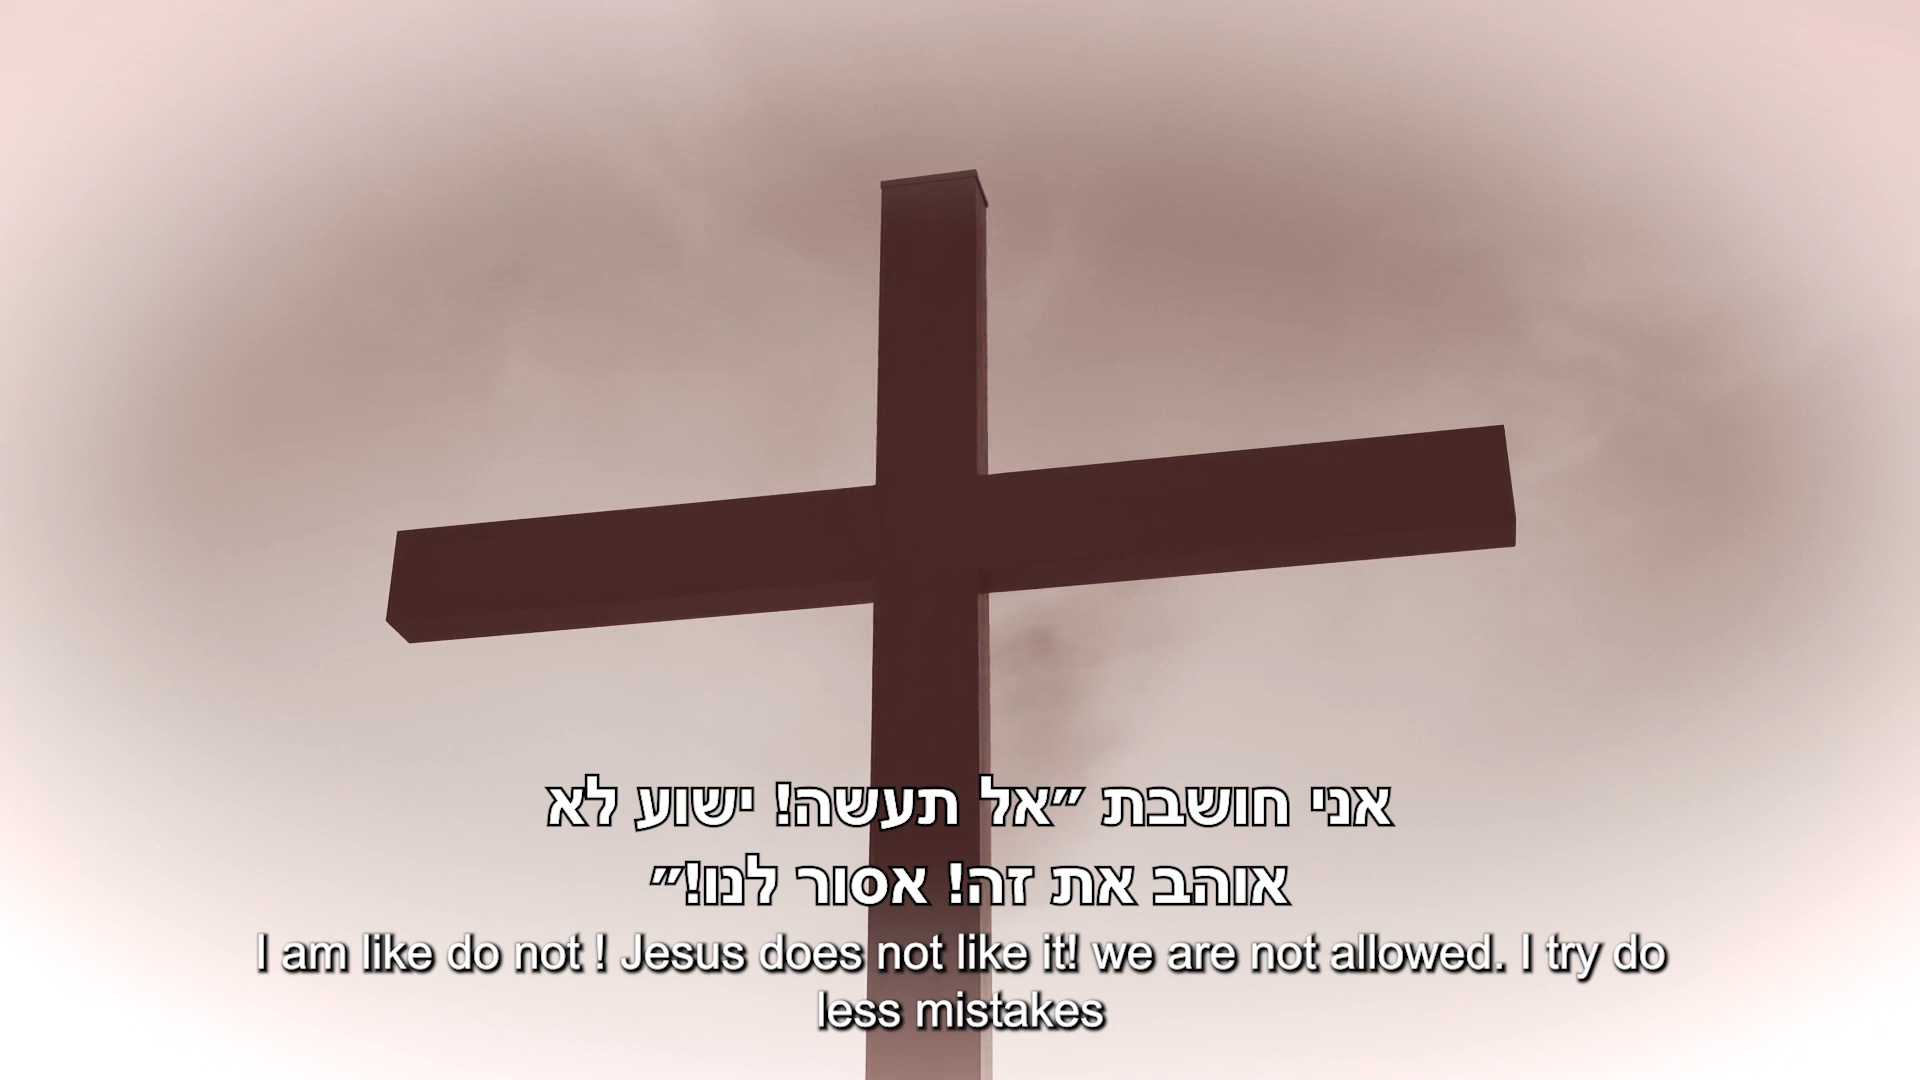 אני חושבת ״אל תעשה! ישוע לא
אוהב את זה! אסור לנו!״
I am like do not ! Jesus does not like it! we are not allowed. I try do
less mistakes